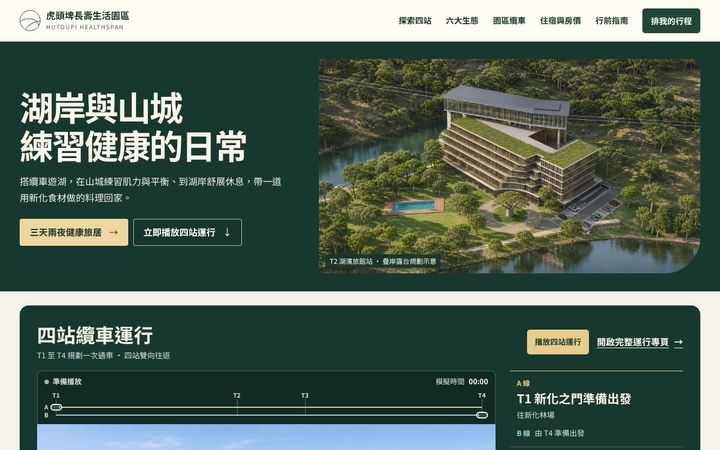 虎頭埤長壽生活園區
HUTOUPI HEALTHSPAN
探索四站
六大生態
園區纜車
住宿與房價
行前指南
排我的行程
湖岸與山城
練習健康的日常
搭纜車遊湖，在山城練習肌力與平衡、到湖岸舒展休息，帶一道
用新化食材做的料理回家。
三天兩夜健康旅居 →
立即播放四站運行 ↓
T2 湖濱旅館站 · 疊岸露台規劃示意
四站纜車運行
T1 至 T4 規劃一次通車 · 四站雙向往返
播放四站運行
開啟完整運行專頁 →
準備播放
模擬時間 00:00
T1
T2
T3
T4
A
B
A 線
T1 新化之門準備出發
往新化林場
B 線 由 T4 準備出發